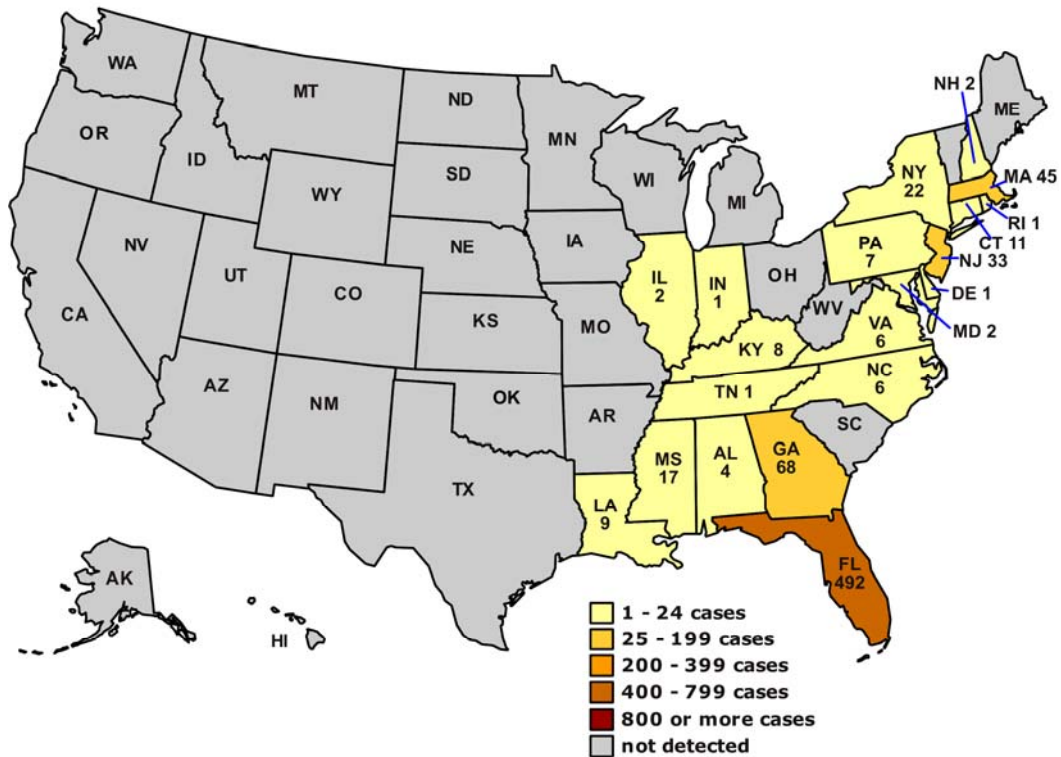 WA
MT
ND
MN
OR
ID
WY
SD
WI
MI
NH 2
ME
NY
22
MA 45
RI 1
CT 11
NJ 33
PA
7
DE 1
MD 2
NV
UT
CO
NE
IA
IL
2
IN
1
OH
WV
VA
6
CA
KS
MO
KY 8
NC
6
AZ
NM
OK
AR
TN 1
SC
TX
LA
9
MS
17
AL
4
GA
68
FL
492
AK
HI
1 - 24 cases
25 - 199 cases
200 - 399 cases
400 - 799 cases
800 or more cases
not detected